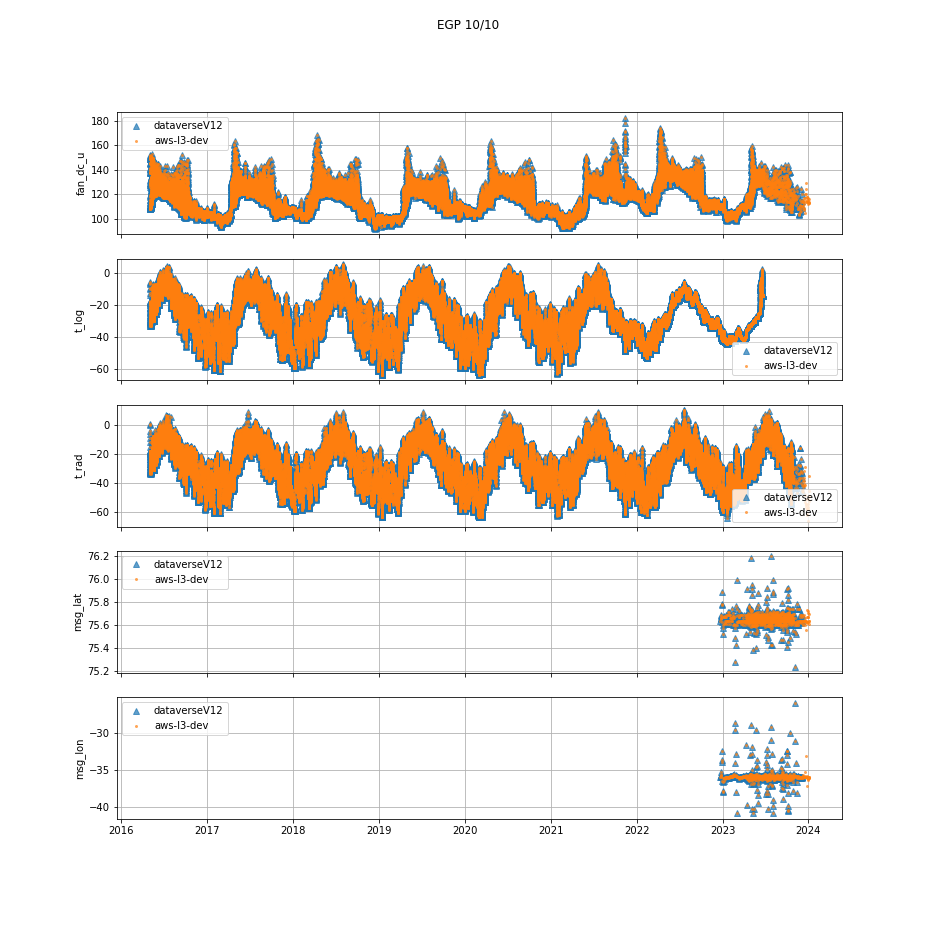 EGP 10/10
180
160
140
120
100
fan_dc_u
dataverseV12
aws-l3-dev
0
−20
−40
−60
t_log
dataverseV12
aws-l3-dev
0
−20
−40
−60
t_rad
dataverseV12
aws-l3-dev
76.2
76.0
75.8
75.6
75.4
75.2
msg_lat
dataverseV12
aws-l3-dev
−30
−35
−40
msg_lon
dataverseV12
aws-l3-dev
2016 2017 2018 2019 2020 2021 2022 2023 2024